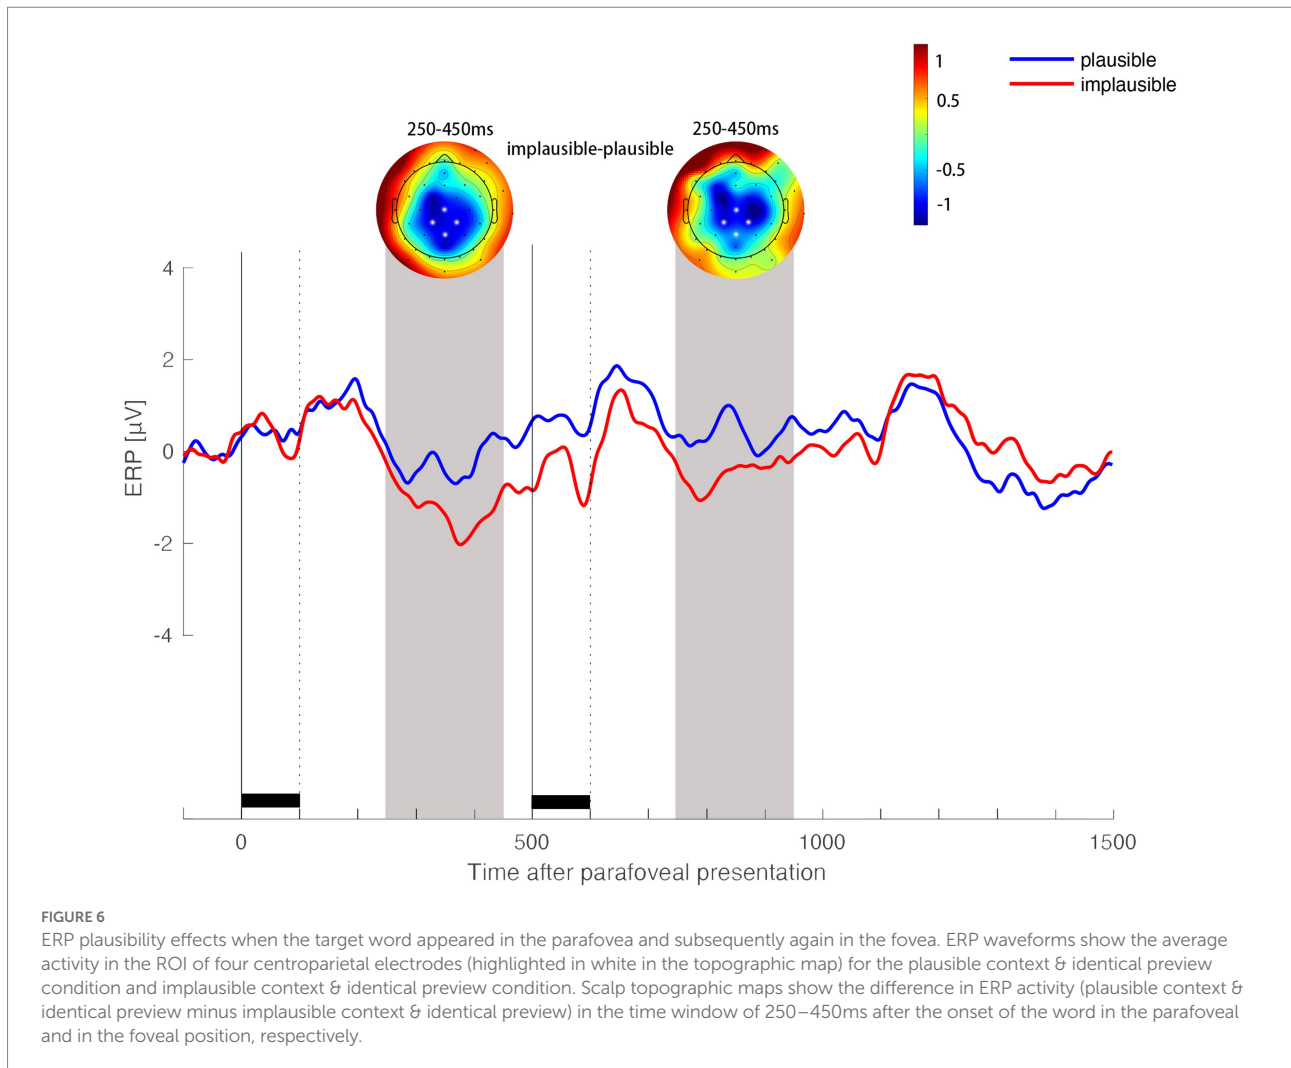 1
0.5
-0.5
-1
plausible
implausible
250-450ms
implausible-plausible
250-450ms
4
2
0
-2
-4
ERP [µV]
0
500
1000
1500
Time after parafoveal presentation
FIGURE 6
ERP plausibility effects when the target word appeared in the parafovea and subsequently again in the fovea. ERP waveforms show the average
activity in the ROI of four centroparietal electrodes (highlighted in white in the topographic map) for the plausible context & identical preview
condition and implausible context & identical preview condition. Scalp topographic maps show the difference in ERP activity (plausible context &
identical preview minus implausible context & identical preview) in the time window of 250–450ms after the onset of the word in the parafoveal
and in the foveal position, respectively.